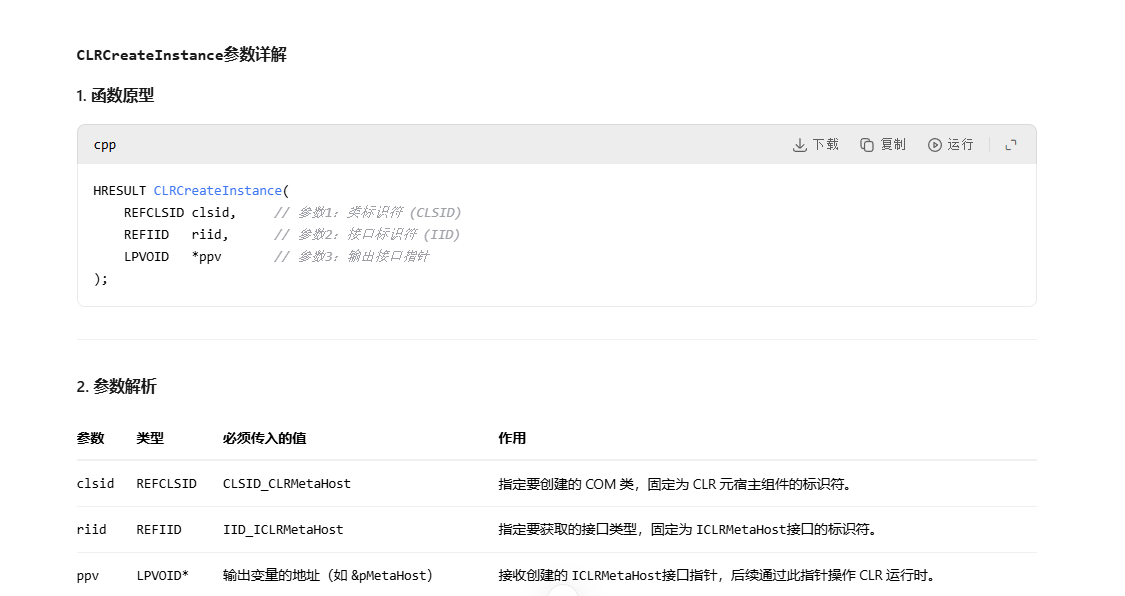 CLRCreateInstance参数详解
1. 函数原型
cpp 下载 复制 运行
HRESULT CLRCreateInstance(
    REFCLSID clsid,     // 参数1：类标识符 (CLSID)
    REFIID   riid,      // 参数2：接口标识符 (IID)
    LPVOID   *ppv       // 参数3：输出接口指针
);
2. 参数解析
参数 类型 必须传入的值 作用
clsid REFCLSID CLSID_CLRMetaHost 指定要创建的 COM 类，固定为 CLR 元宿主组件的标识符。
riid REFIID IID_ICLRMetaHost 指定要获取的接口类型，固定为 ICLRMetaHost接口的标识符。
ppv LPVOID* 输出变量的地址（如 &pMetaHost） 接收创建的 ICLRMetaHost接口指针，后续通过此指针操作 CLR 运行时。